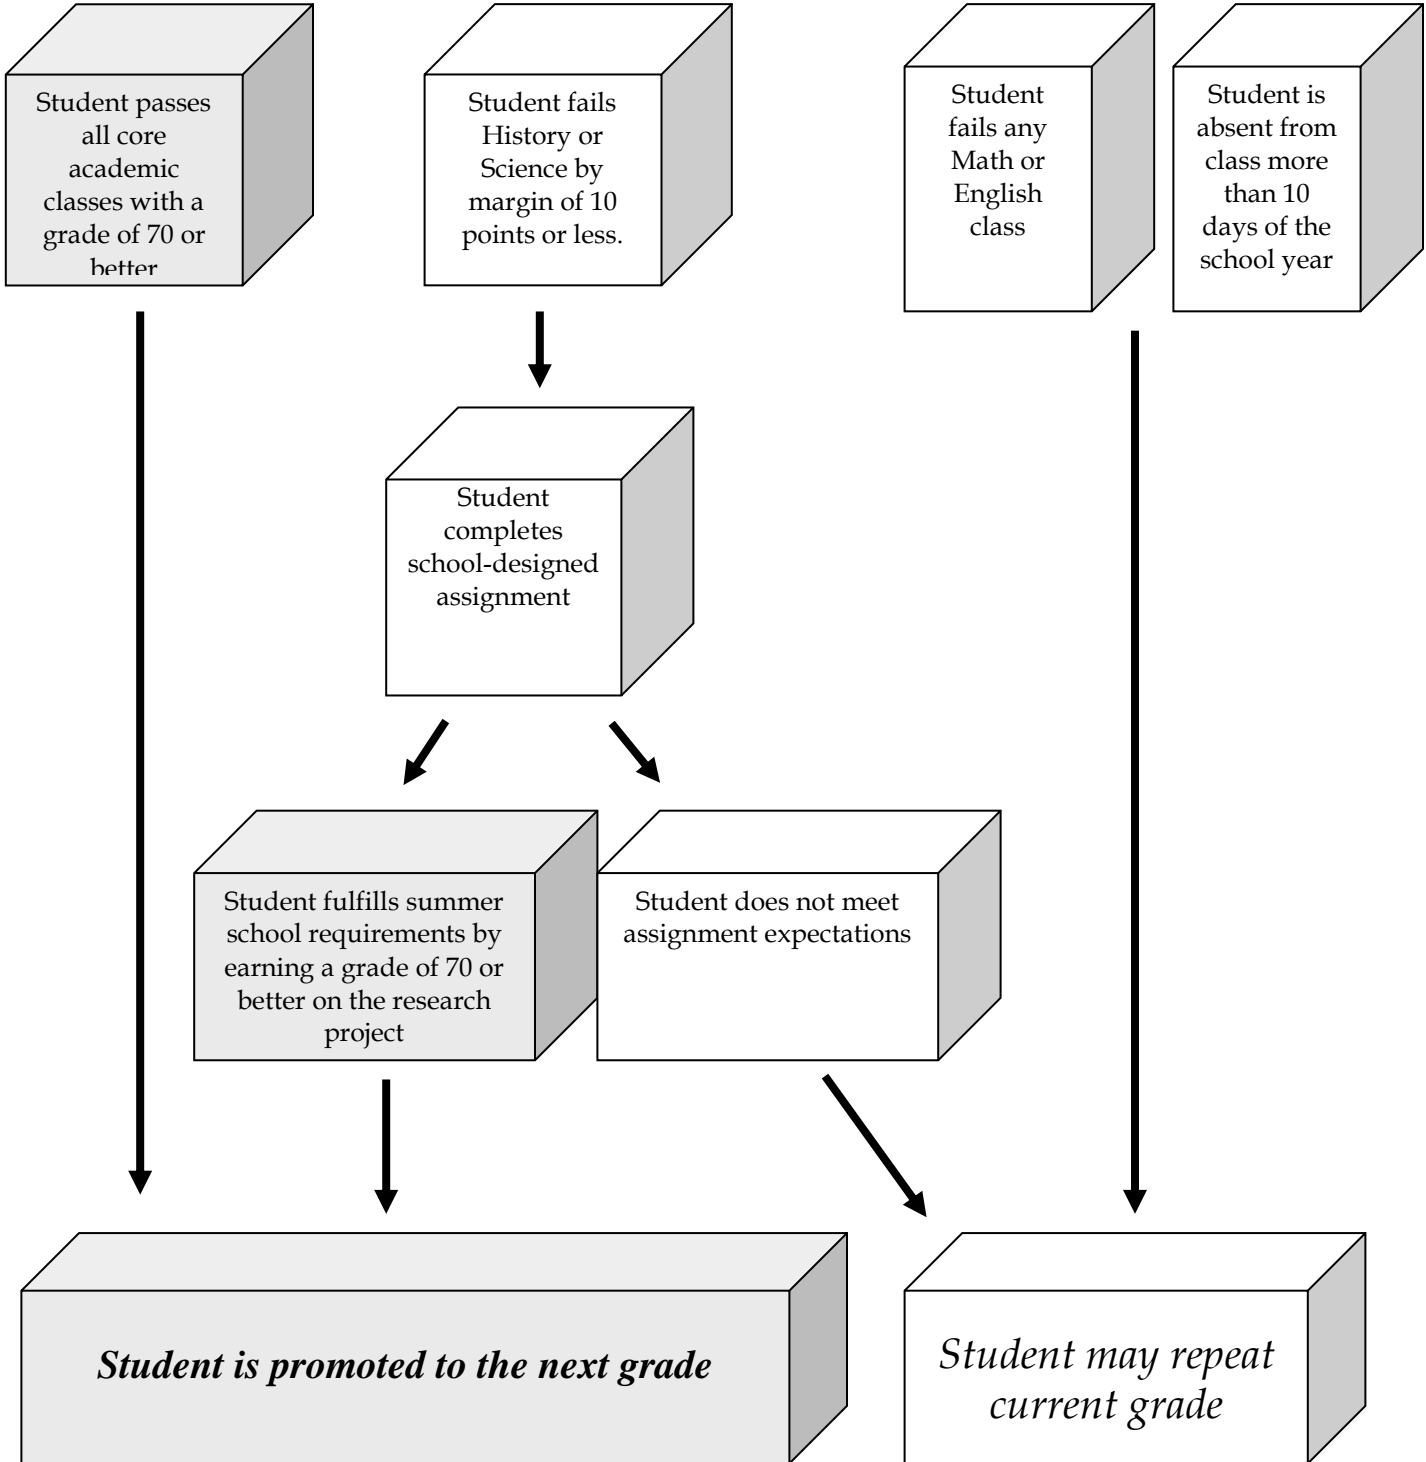 Student passes
all core
academic
classes with a
grade of 70 or
better
Student fails
History or
Science by
margin of 10
points or less.
Student
fails any
Math or
English
class
Student is
absent from
class more
than 10
days of the
school year
Student
completes
school-designed
assignment
Student fulfills summer
school requirements by
earning a grade of 70 or
better on the research
project
Student does not meet
assignment expectations
Student is promoted to the next grade
Student may repeat
current grade